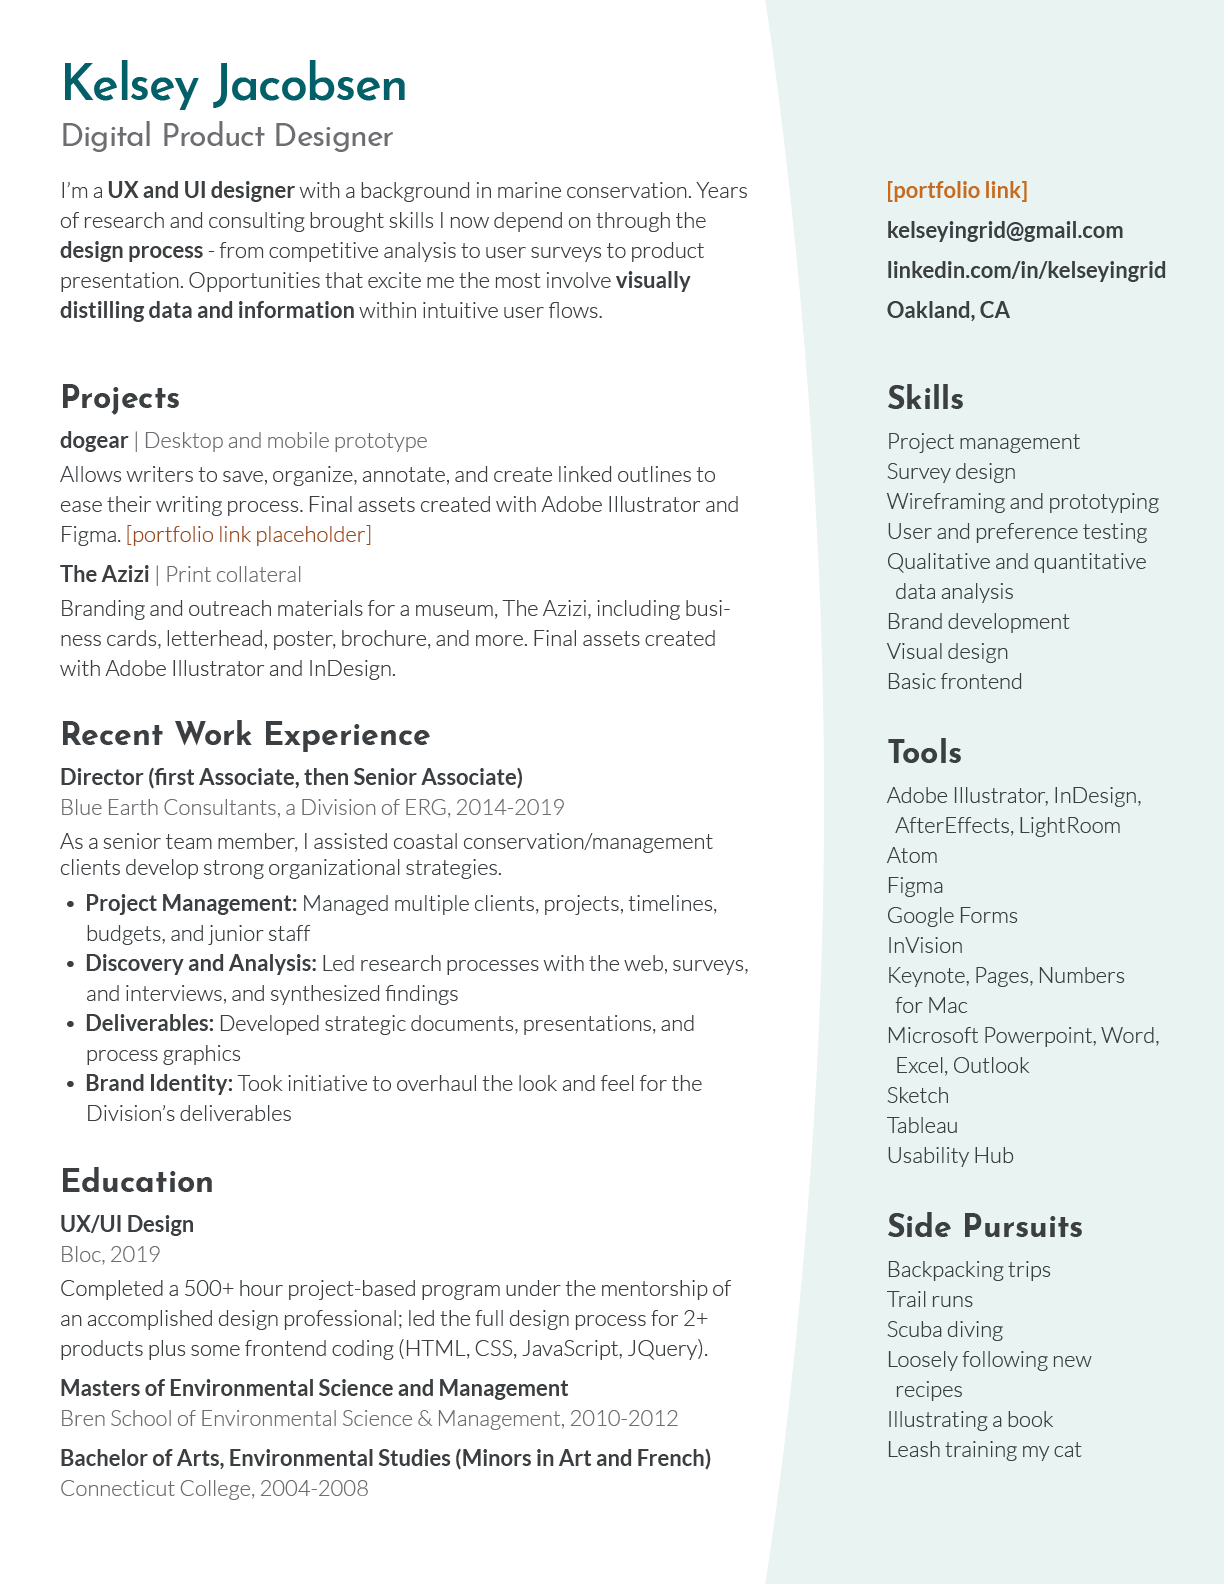 Kelsey Jacobsen
Digital Product Designer
I'm a UX and UI designer with a background in marine conservation. Years
of research and consulting brought skills I now depend on through the
design process - from competitive analysis to user surveys to product
presentation. Opportunities that excite me the most involve visually
distilling data and information within intuitive user flows.
Projects
dogear | Desktop and mobile prototype
Allows writers to save, organize, annotate, and create linked outlines to
ease their writing process. Final assets created with Adobe Illustrator and
Figma. [portfolio link placeholder]
The Azizi | Print collateral
Branding and outreach materials for a museum, The Azizi, including busi-
ness cards, letterhead, poster, brochure, and more. Final assets created
with Adobe Illustrator and InDesign.
Recent Work Experience
Director (first Associate, then Senior Associate)
Blue Earth Consultants, a Division of ERG, 2014-2019
As a senior team member, I assisted coastal conservation/management
clients develop strong organizational strategies.
• Project Management: Managed multiple clients, projects, timelines,
budgets, and junior staff
• Discovery and Analysis: Led research processes with the web, surveys,
and interviews, and synthesized findings
• Deliverables: Developed strategic documents, presentations, and
process graphics
• Brand Identity: Took initiative to overhaul the look and feel for the
Division's deliverables
Education
UX/UI Design
Bloc, 2019
Completed a 500+ hour project-based program under the mentorship of
an accomplished design professional; led the full design process for 2+
products plus some frontend coding (HTML, CSS, JavaScript, JQuery).
Masters of Environmental Science and Management
Bren School of Environmental Science & Management, 2010-2012
Bachelor of Arts, Environmental Studies (Minors in Art and French)
Connecticut College, 2004-2008
[portfolio link]
kelseyingrid@gmail.com
linkedin.com/in/kelseyingrid
Oakland, CA
Skills
Project management
Survey design
Wireframing and prototyping
User and preference testing
Qualitative and quantitative
data analysis
Brand development
Visual design
Basic frontend
Tools
Adobe Illustrator, InDesign,
AfterEffects, LightRoom
Atom
Figma
Google Forms
InVision
Keynote, Pages, Numbers
for Mac
Microsoft Powerpoint, Word,
Excel, Outlook
Sketch
Tableau
Usability Hub
Side Pursuits
Backpacking trips
Trail runs
Scuba diving
Loosely following new
recipes
Illustrating a book
Leash training my cat